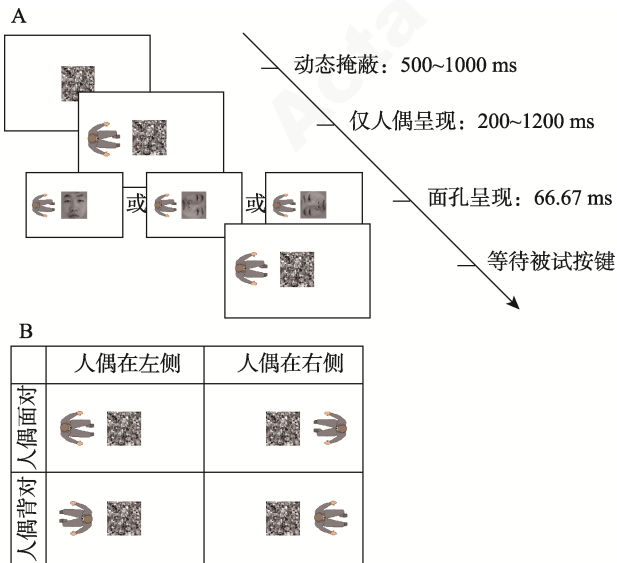 A
动态掩蔽：500~1000 ms
仅人偶呈现：200~1200 ms
或
或
面孔呈现：66.67 ms
等待被试按键
B
人偶在左侧
人偶在右侧
人偶面对
人偶背对
Acta